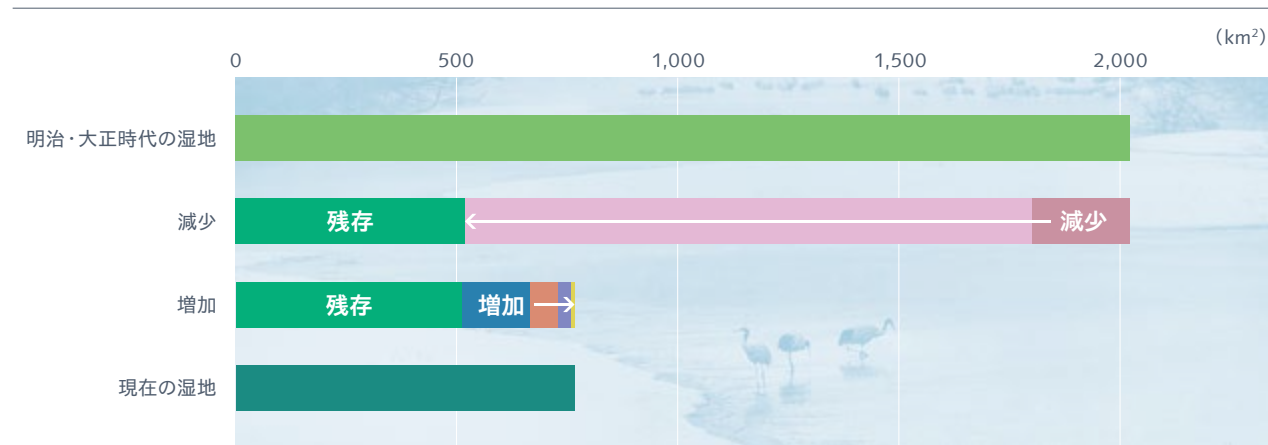 (km²)
0 500 1,000 1,500 2,000
明治・大正時代の湿地
減少 残存 減少
増加 残存 増加
現在の湿地